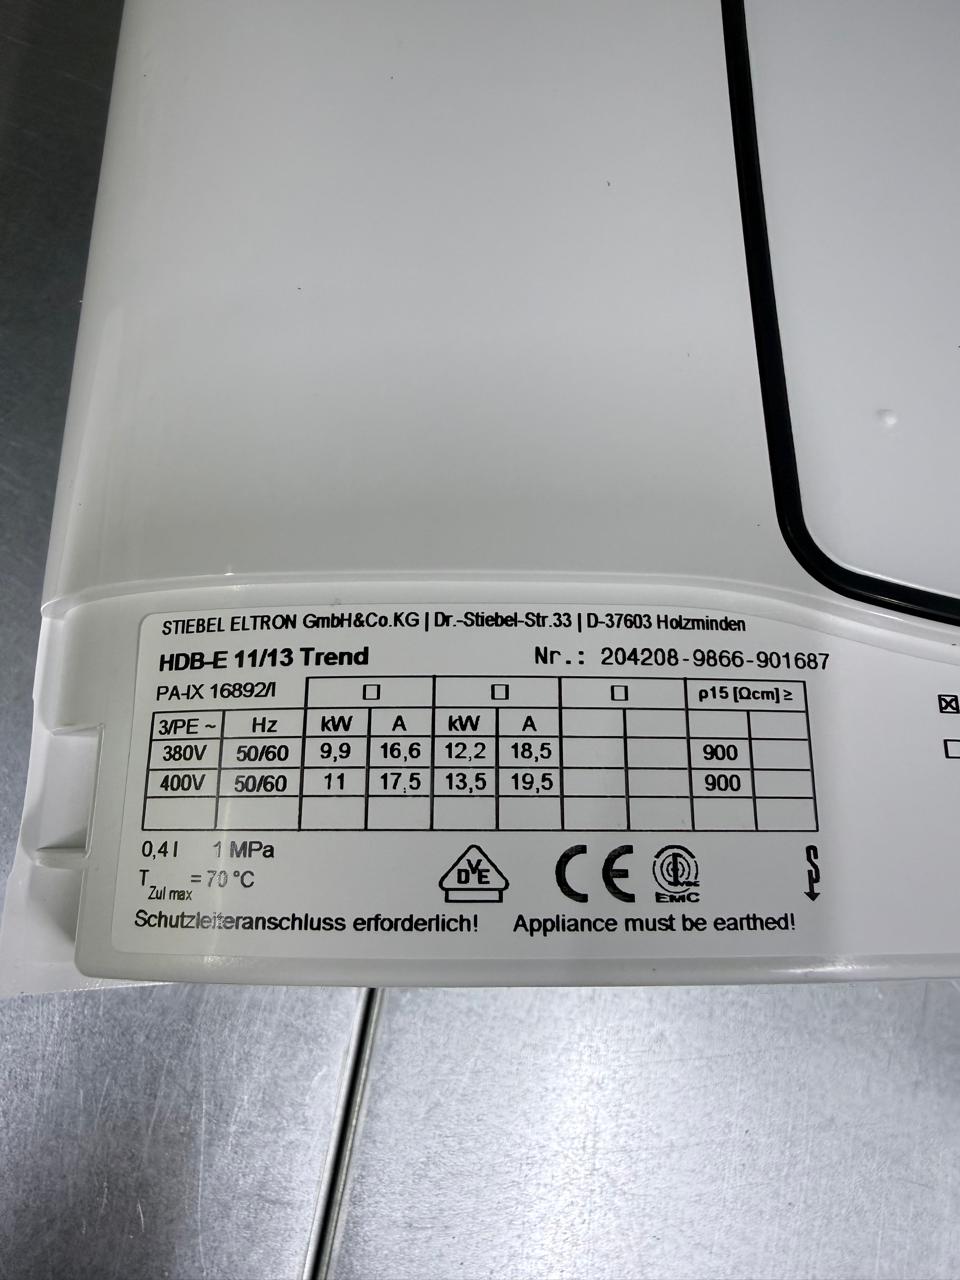 STIEBEL ELTRON GmbH&Co.KG | Dr.-Stiebel-Str.33 | D-37603 Holzminden
HDB-E 11/13 Trend Nr.: 204208-9866-901687
PA-IX 16892/I ρ15 [Ωcm] ≥
3/PE ~ Hz kW A kW A
380V 50/60 9,9 16,6 12,2 18,5 900
400V 50/60 11 17,5 13,5 19,5 900
0,4 l 1 MPa
T Zul max = 70 °C
DVE
CE
VDE
EMC
S
Schutzleiteranschluss erforderlich! Appliance must be earthed!